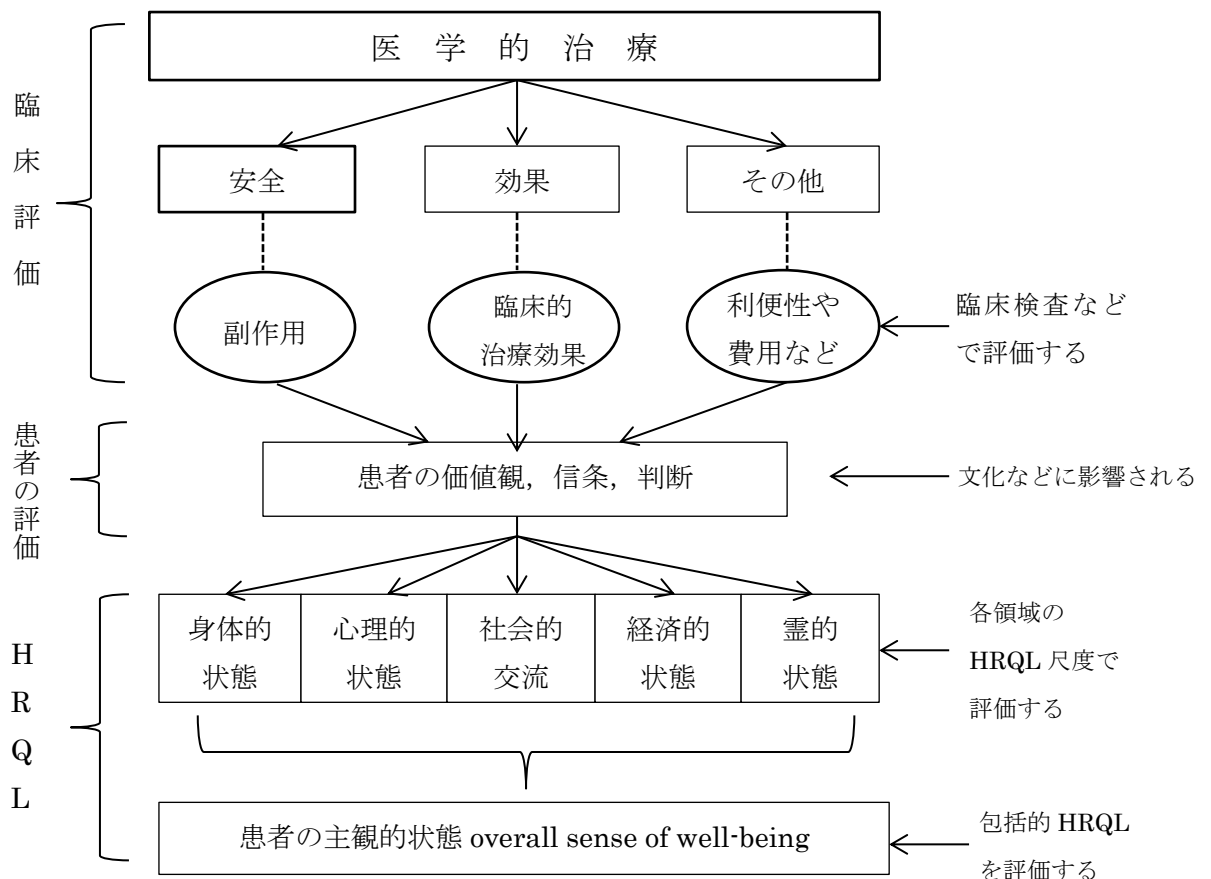 医学的治療
臨床評価
安全
効果
その他
副作用
臨床的
治療効果
利便性や
費用など
臨床検査など
で評価する
患者の評価
患者の価値観，信条，判断
文化などに影響される
HRQL
身体的
状態
心理的
状態
社会的
交流
経済的
状態
霊的
状態
各領域の
HRQL 尺度で
評価する
患者の主観的状態 overall sense of well-being
包括的 HRQL
を評価する